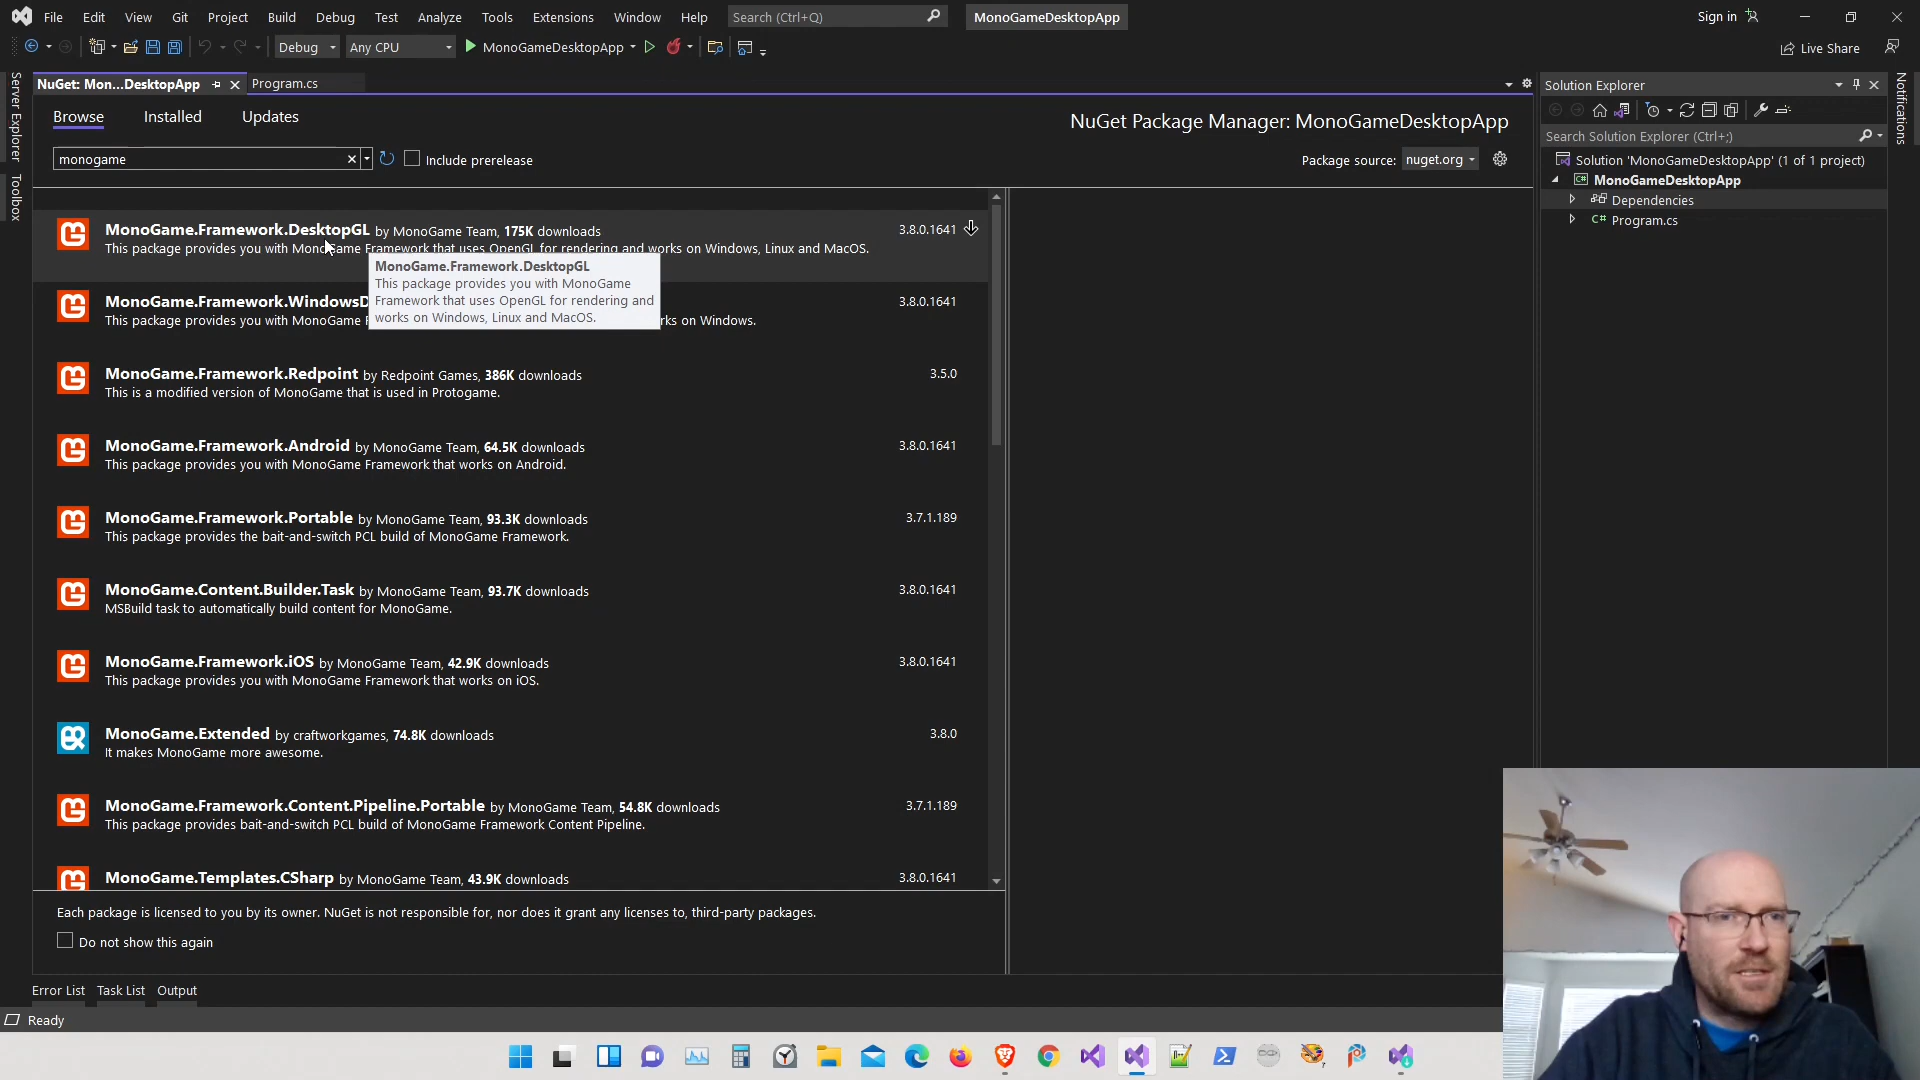 File Edit View Git Project Build Debug Test Analyze Tools Extensions Window Help Search (Ctrl+Q) MonoGameDesktopApp Sign in
Debug Any CPU MonoGameDesktopApp Live Share
NuGet: Mon...DesktopApp Program.cs Solution Explorer
Server Explorer
Toolbox
Notifications
Browse Installed Updates NuGet Package Manager: MonoGameDesktopApp
monogame Include prerelease Package source: nuget.org
Search Solution Explorer (Ctrl+;)
Solution 'MonoGameDesktopApp' (1 of 1 project)
MonoGameDesktopApp
Dependencies
C# Program.cs
MonoGame.Framework.DesktopGL by MonoGame Team, 175K downloads 3.8.0.1641
This package provides you with MonoGame Framework that uses OpenGL for rendering and works on Windows, Linux and MacOS.
MonoGame.Framework.DesktopGL
This package provides you with MonoGame
Framework that uses OpenGL for rendering and
works on Windows, Linux and MacOS.
MonoGame.Framework.WindowsD 3.8.0.1641
This package provides you with MonoGame F rks on Windows.
MonoGame.Framework.Redpoint by Redpoint Games, 386K downloads 3.5.0
This is a modified version of MonoGame that is used in Protogame.
MonoGame.Framework.Android by MonoGame Team, 64.5K downloads 3.8.0.1641
This package provides you with MonoGame Framework that works on Android.
MonoGame.Framework.Portable by MonoGame Team, 93.3K downloads 3.7.1.189
This package provides the bait-and-switch PCL build of MonoGame Framework.
MonoGame.Content.Builder.Task by MonoGame Team, 93.7K downloads 3.8.0.1641
MSBuild task to automatically build content for MonoGame.
MonoGame.Framework.iOS by MonoGame Team, 42.9K downloads 3.8.0.1641
This package provides you with MonoGame Framework that works on iOS.
MonoGame.Extended by craftworkgames, 74.8K downloads 3.8.0
It makes MonoGame more awesome.
MonoGame.Framework.Content.Pipeline.Portable by MonoGame Team, 54.8K downloads 3.7.1.189
This package provides bait-and-switch PCL build of MonoGame Framework Content Pipeline.
MonoGame.Templates.CSharp by MonoGame Team, 43.9K downloads 3.8.0.1641
Each package is licensed to you by its owner. NuGet is not responsible for, nor does it grant any licenses to, third-party packages.
Do not show this again
Error List Task List Output
Ready